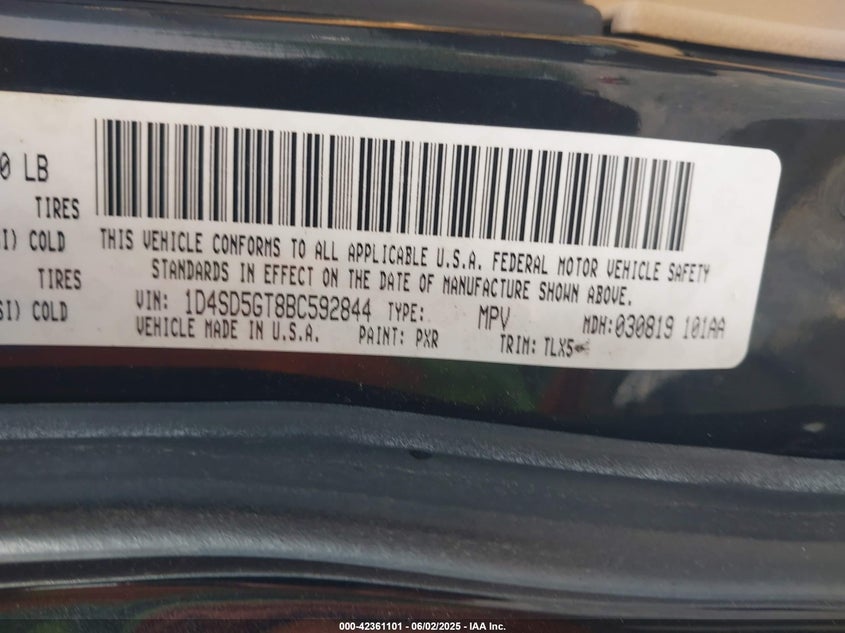 0 LB
TIRES
SI) COLD
TIRES
SI) COLD
THIS VEHICLE CONFORMS TO ALL APPLICABLE U.S.A. FEDERAL MOTOR VEHICLE SAFETY
STANDARDS IN EFFECT ON THE DATE OF MANUFACTURE SHOWN ABOVE.
VIN: 1D4SD5GT8BC592844 TYPE: MPV MDH:030819 101AA
VEHICLE MADE IN U.S.A. PAINT: PXR TRIM: TLX5
000-42361101 - 06/02/2025 - IAA Inc.